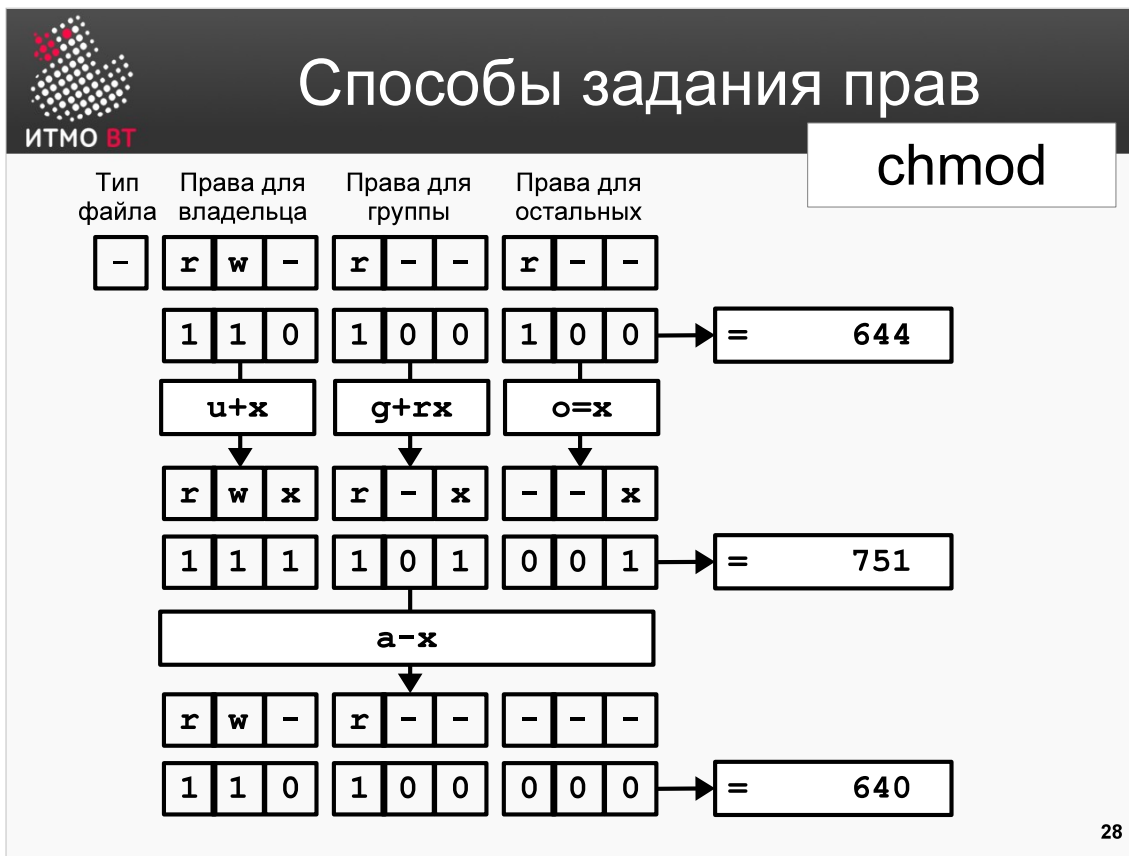 Способы задания прав
ИТМО ВТ
chmod
Тип Права для Права для Права для
файла владельца группы остальных
- r w - r - - r - -
1 1 0 1 0 0 1 0 0 = 644
u+x g+rx o=x
r w x r - x - - x
1 1 1 1 0 1 0 0 1 = 751
a-x
r w - r - - - - -
1 1 0 1 0 0 0 0 0 = 640
28